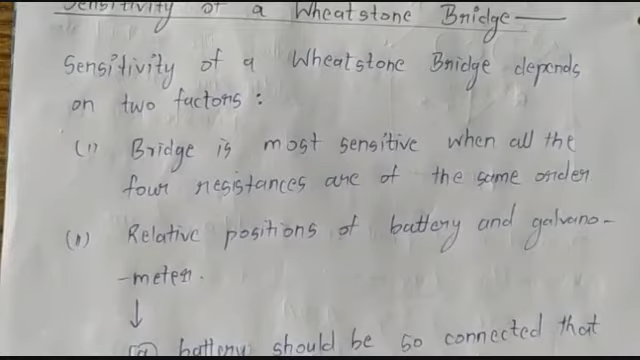 Sensitivity of a Wheatstone Bridge —
Sensitivity of a Wheatstone Bridge depends
on two factors :
(i) Bridge is most sensitive when all the
four resistances are of the same order
(ii) Relative positions of battery and galvano-
-meter.
↓
(a) battery should be so connected that